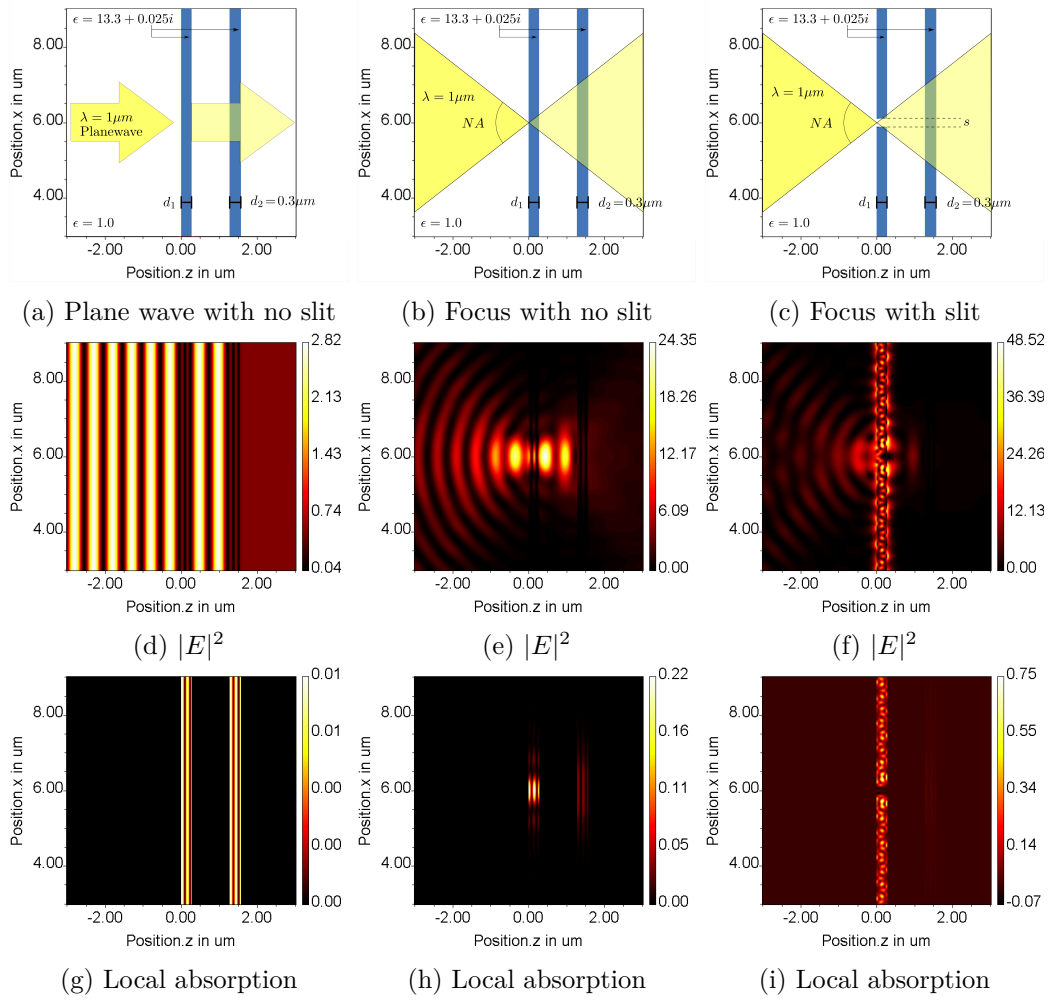 ϵ = 13.3 + 0.025i
8.00
6.00
4.00
Position.x in um
λ = 1μm
Planewave
d₁
d₂=0.3μm
ϵ = 1.0
-2.00 0.00 2.00
Position.z in um
(a) Plane wave with no slit
ϵ = 13.3 + 0.025i
8.00
6.00
4.00
Position.x in um
λ = 1μm
NA
d₁
d₂=0.3μm
ϵ = 1.0
-2.00 0.00 2.00
Position.z in um
(b) Focus with no slit
ϵ = 13.3 + 0.025i
8.00
6.00
4.00
Position.x in um
λ = 1μm
NA
s
d₁
d₂=0.3μm
ϵ = 1.0
-2.00 0.00 2.00
Position.z in um
(c) Focus with slit
8.00
6.00
4.00
Position.x in um
2.82
2.13
1.43
0.74
0.04
-2.00 0.00 2.00
Position.z in um
(d) |E|²
8.00
6.00
4.00
Position.x in um
24.35
18.26
12.17
6.09
0.00
-2.00 0.00 2.00
Position.z in um
(e) |E|²
8.00
6.00
4.00
Position.x in um
48.52
36.39
24.26
12.13
0.00
-2.00 0.00 2.00
Position.z in um
(f) |E|²
8.00
6.00
4.00
Position.x in um
0.01
0.01
0.00
0.00
0.00
-2.00 0.00 2.00
Position.z in um
(g) Local absorption
8.00
6.00
4.00
Position.x in um
0.22
0.16
0.11
0.05
0.00
-2.00 0.00 2.00
Position.z in um
(h) Local absorption
8.00
6.00
4.00
Position.x in um
0.75
0.54
0.34
0.14
-0.07
-2.00 0.00 2.00
Position.z in um
(i) Local absorption